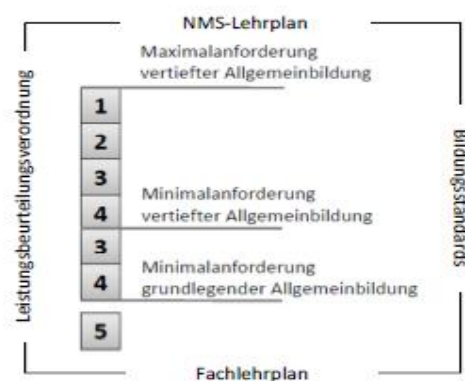 NMS-Lehrplan
Maximalanforderung
vertiefter Allgemeinbildung
Leistungsbeurteilungsverordnung
1
2
3
4
Minimalanforderung
vertiefter Allgemeinbildung
3
4
Minimalanforderung
grundlegender Allgemeinbildung
5
Bildungsstandards
Fachlehrplan